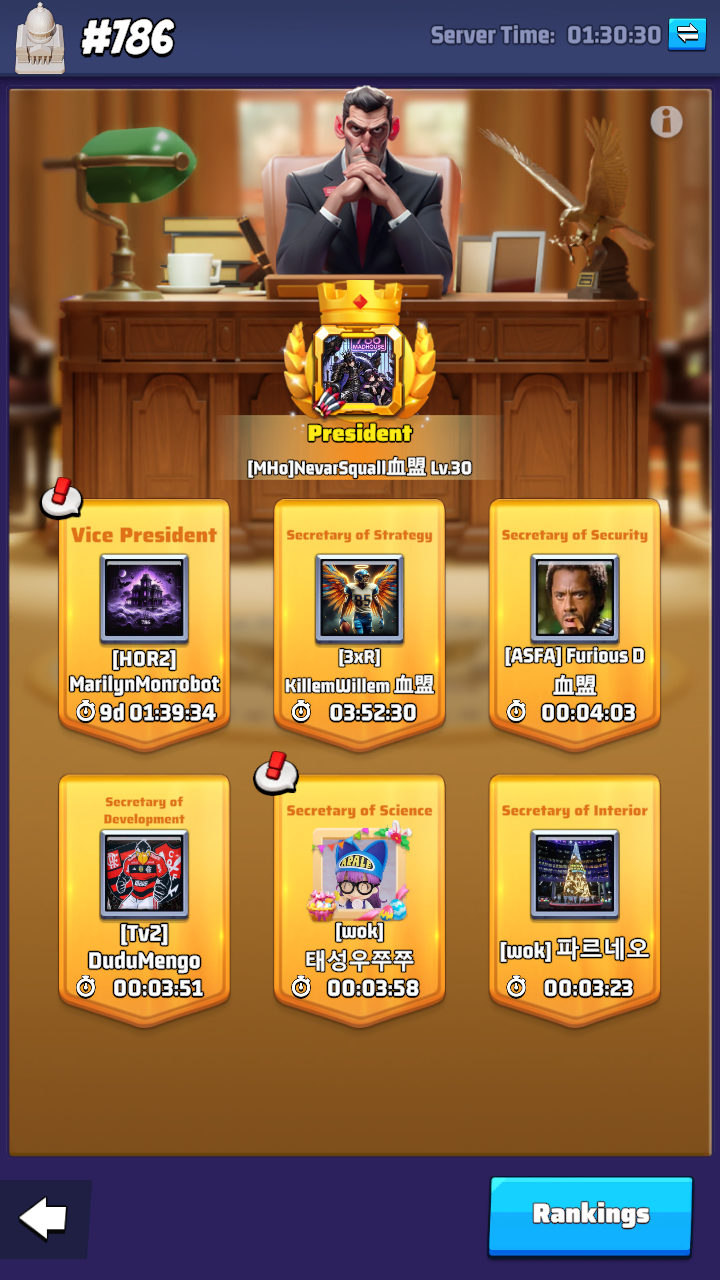 #786
Server Time: 01:30:30
MADHOUSE
President
[MHo]NevarSquall血盟 Lv.30
Vice President
Secretary of Strategy
Secretary of Security
786
85
[HOR2]
MarilynMonrobot
9d 01:39:34
[3xR]
KillemWillem 血盟
03:52:30
[ASFA] Furious D
血盟
00:04:03
Secretary of
Development
Secretary of Science
Secretary of Interior
APALE
[Tv2]
DuduMengo
00:03:51
[wok]
태성우쭈쭈
00:03:58
[wok] 파르네오
00:03:23
Rankings